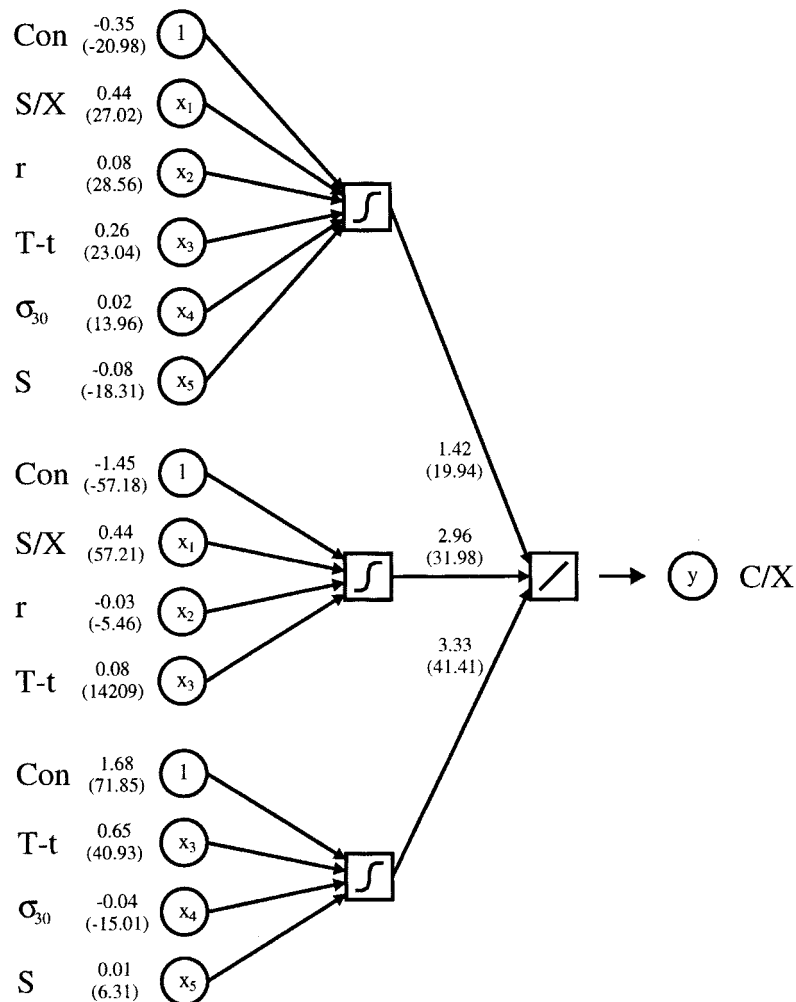 Con -0.35 (-20.98) 1
S/X 0.44 (27.02) x1
r 0.08 (28.56) x2
T-t 0.26 (23.04) x3
σ30 0.02 (13.96) x4
S -0.08 (-18.31) x5
1.42 (19.94)
Con -1.45 (-57.18) 1
S/X 0.44 (57.21) x1
2.96 (31.98)
y C/X
r -0.03 (-5.46) x2
T-t 0.08 (14209) x3
3.33 (41.41)
Con 1.68 (71.85) 1
T-t 0.65 (40.93) x3
σ30 -0.04 (-15.01) x4
S 0.01 (6.31) x5